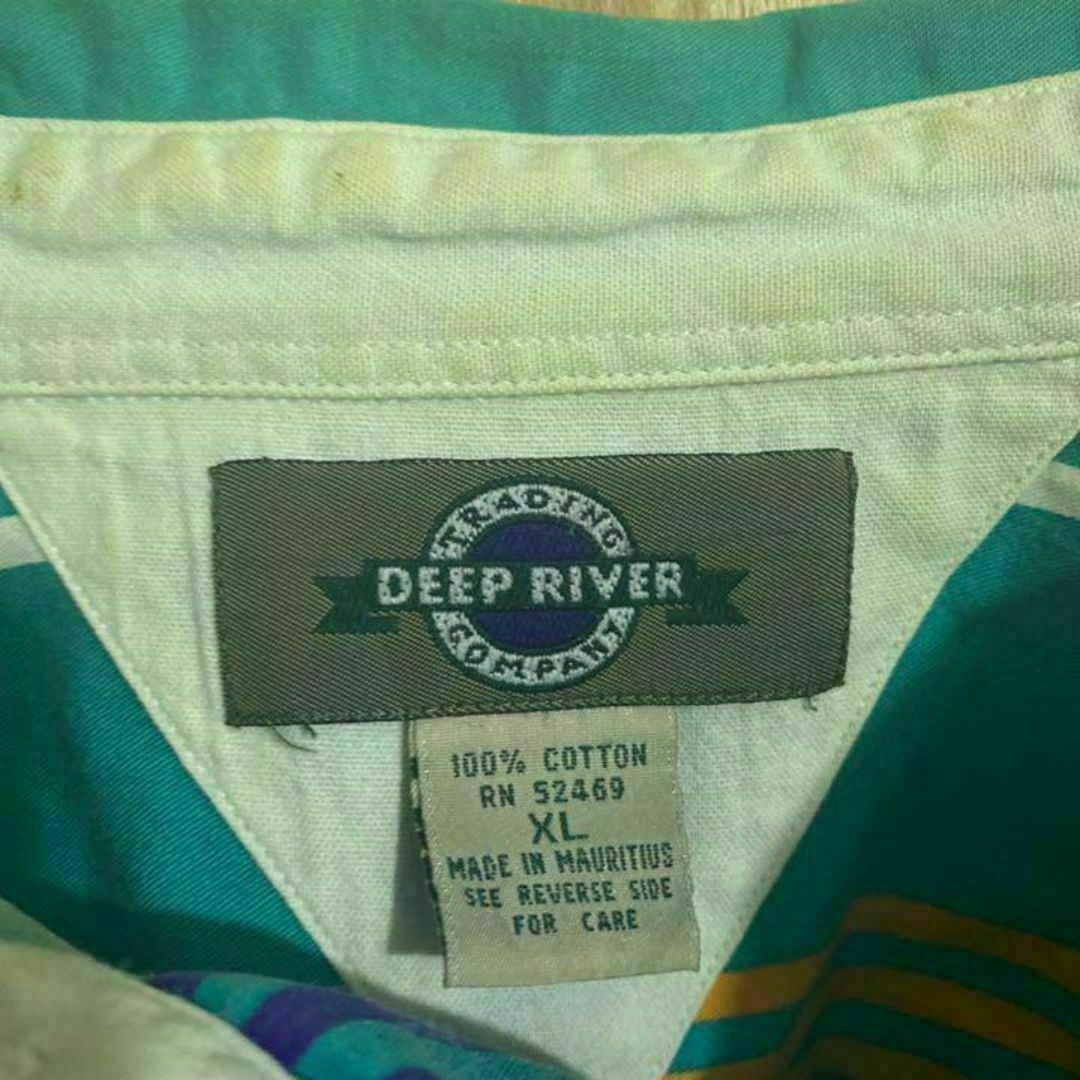 TRADING
DEEP RIVER
COMPANY
100% COTTON
RN 52469
XL
MADE IN MAURITIUS
SEE REVERSE SIDE
FOR CARE